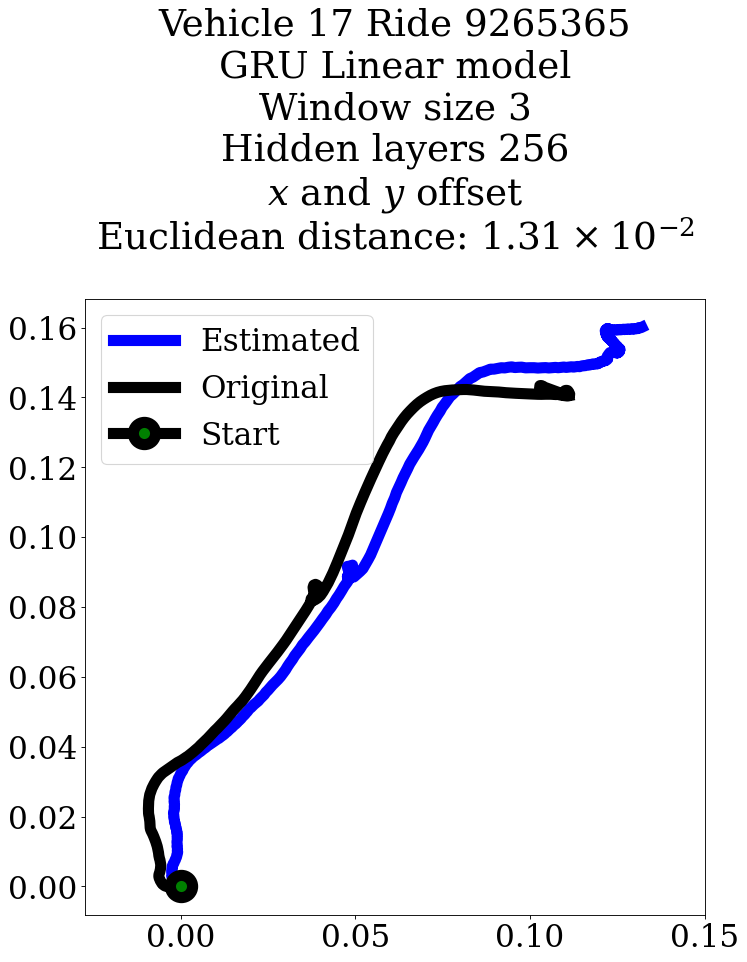 Vehicle 17 Ride 9265365
GRU Linear model
Window size 3
Hidden layers 256
x and y offset
Euclidean distance: 1.31 × 10⁻²
Estimated
Original
Start
0.16
0.14
0.12
0.10
0.08
0.06
0.04
0.02
0.00
0.00 0.05 0.10 0.15